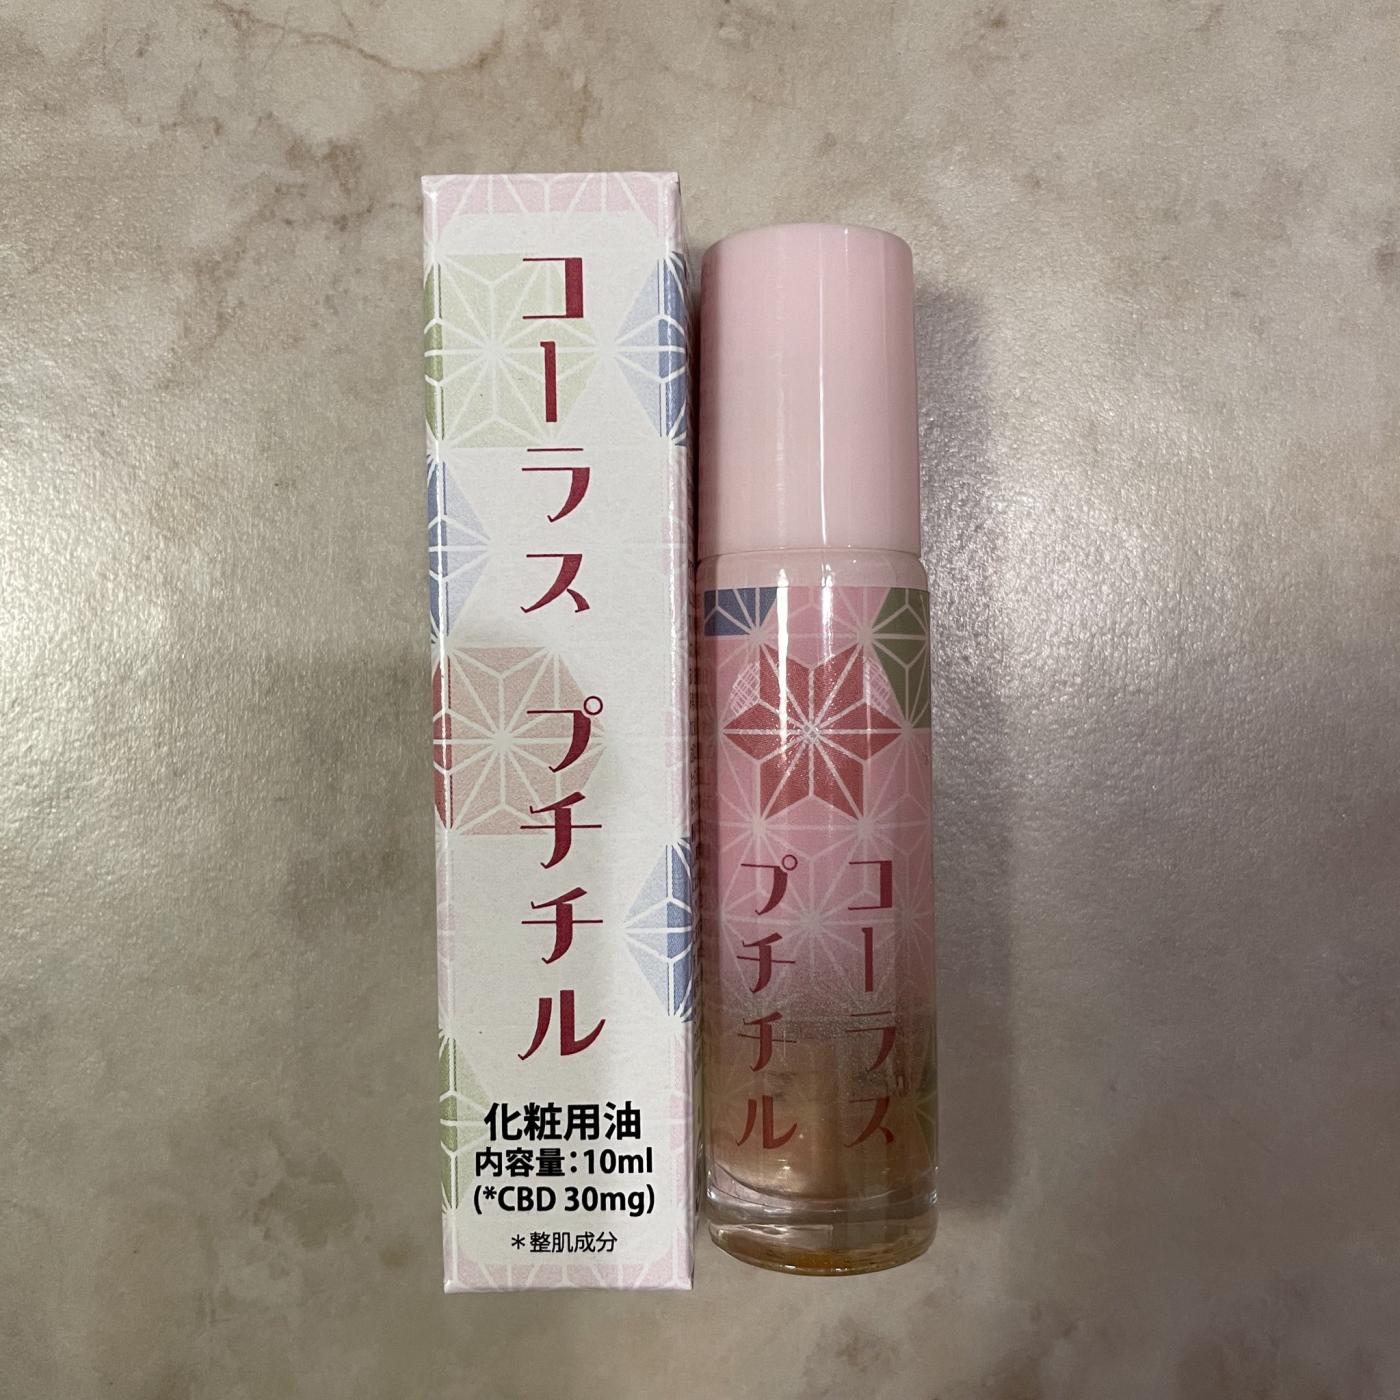 コーラス プチチル
化粧用油
内容量：10ml
(*CBD 30mg)
＊整肌成分
コーラス
プチチル